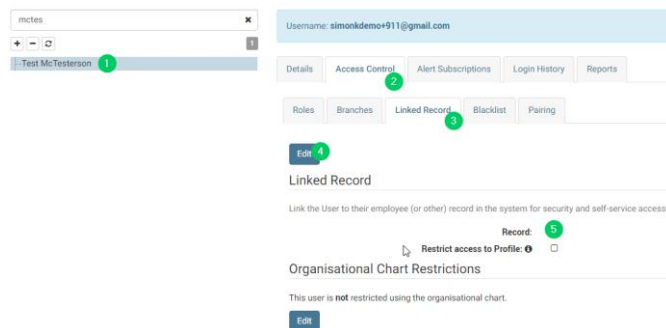 mctes
1
Test McTesterson 1
Username: simonkdemo+911@gmail.com
Details Access Control Alert Subscriptions Login History Reports
2
Roles Branches Linked Record Blacklist Pairing
3
Edit 4
Linked Record
Link the User to their employee (or other) record in the system for security and self-service access
Record: 5
Restrict access to Profile:
Organisational Chart Restrictions
This user is not restricted using the organisational chart.
Edit